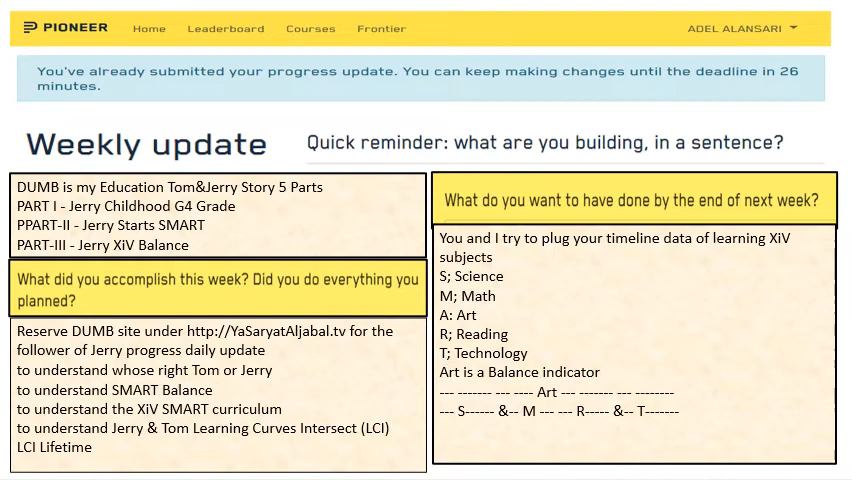 PIONEER Home Leaderboard Courses Frontier ADEL ALANSARI
You've already submitted your progress update. You can keep making changes until the deadline in 26
minutes.
Weekly update
Quick reminder: what are you building, in a sentence?
DUMB is my Education Tom&Jerry Story 5 Parts
PART I - Jerry Childhood G4 Grade
PPART-II - Jerry Starts SMART
PART-III - Jerry XiV Balance
What did you accomplish this week? Did you do everything you
planned?
Reserve DUMB site under http://YaSaryatAljabal.tv for the
follower of Jerry progress daily update
to understand whose right Tom or Jerry
to understand SMART Balance
to understand the XiV SMART curriculum
to understand Jerry & Tom Learning Curves Intersect (LCI)
LCI Lifetime
What do you want to have done by the end of next week?
You and I try to plug your timeline data of learning XiV
subjects
S; Science
M; Math
A: Art
R; Reading
T; Technology
Art is a Balance indicator
--- ------- --- ---- Art --- ------- --- --------
--- S------ &-- M --- --- R----- &-- T-------